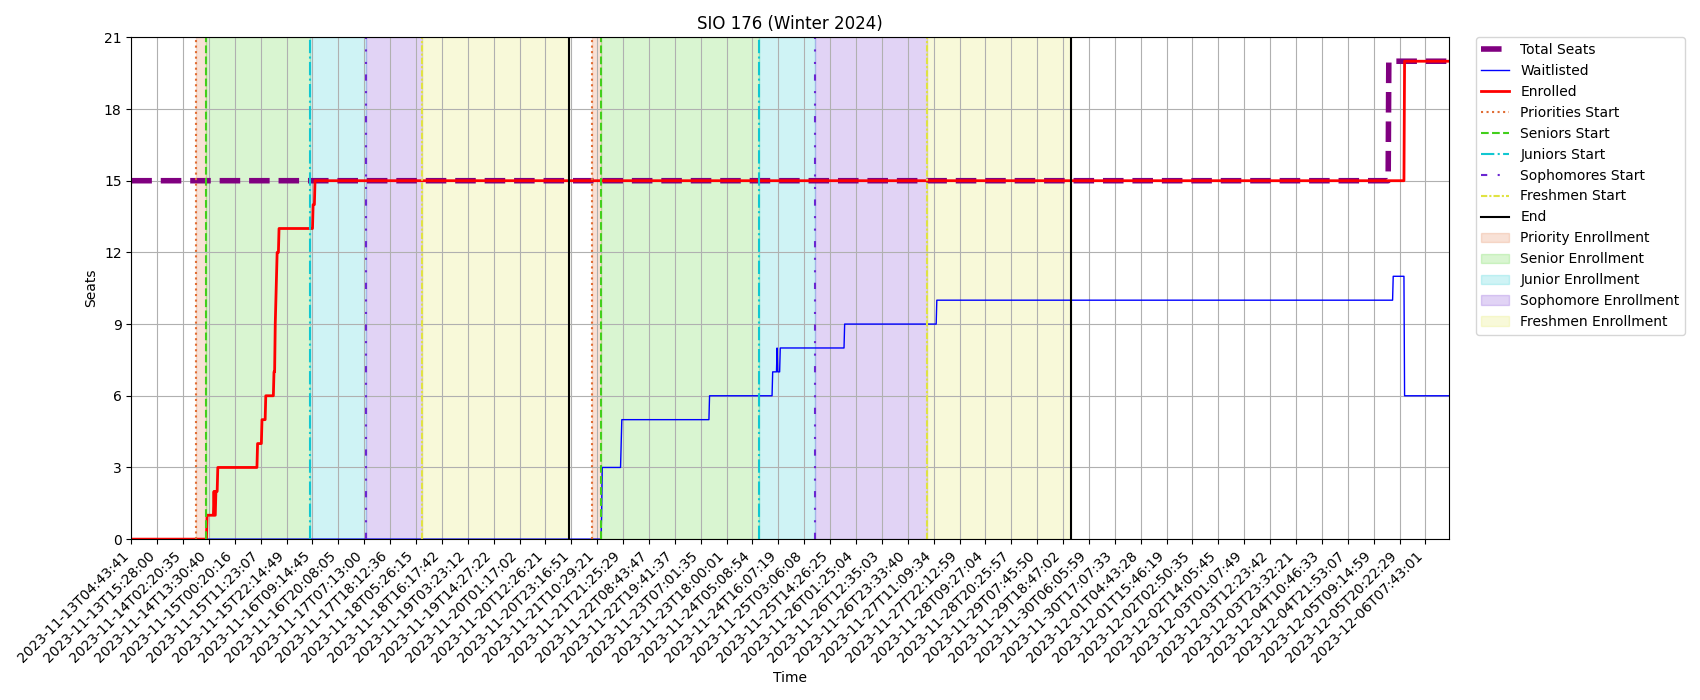 SIO 176 (Winter 2024)
21
18
15
12
9
6
3
0
Seats
2023-11-13T04:43:41
2023-11-13T15:28:00
2023-11-14T02:20:35
2023-11-14T13:30:40
2023-11-15T00:20:16
2023-11-15T11:23:07
2023-11-15T22:14:49
2023-11-16T09:14:45
2023-11-16T20:08:05
2023-11-17T07:13:00
2023-11-17T18:12:36
2023-11-18T05:26:15
2023-11-18T16:17:42
2023-11-19T03:23:12
2023-11-19T14:27:22
2023-11-20T01:17:02
2023-11-20T12:26:21
2023-11-20T23:16:51
2023-11-21T10:29:21
2023-11-21T21:25:29
2023-11-22T08:43:47
2023-11-22T19:41:37
2023-11-23T07:01:35
2023-11-23T18:00:01
2023-11-24T05:08:54
2023-11-24T16:07:19
2023-11-25T03:06:08
2023-11-25T14:26:25
2023-11-26T01:25:04
2023-11-26T12:35:03
2023-11-26T23:33:40
2023-11-27T11:09:34
2023-11-27T22:12:59
2023-11-28T09:27:04
2023-11-28T20:25:57
2023-11-29T07:45:50
2023-11-29T18:47:02
2023-11-30T06:05:59
2023-11-30T17:07:33
2023-12-01T04:43:28
2023-12-01T15:46:19
2023-12-02T02:50:35
2023-12-02T14:05:45
2023-12-03T01:07:49
2023-12-03T12:23:42
2023-12-03T23:32:21
2023-12-04T10:46:33
2023-12-04T21:53:07
2023-12-05T09:14:59
2023-12-05T20:22:29
2023-12-06T07:43:01
Time
Total Seats
Waitlisted
Enrolled
Priorities Start
Seniors Start
Juniors Start
Sophomores Start
Freshmen Start
End
Priority Enrollment
Senior Enrollment
Junior Enrollment
Sophomore Enrollment
Freshmen Enrollment